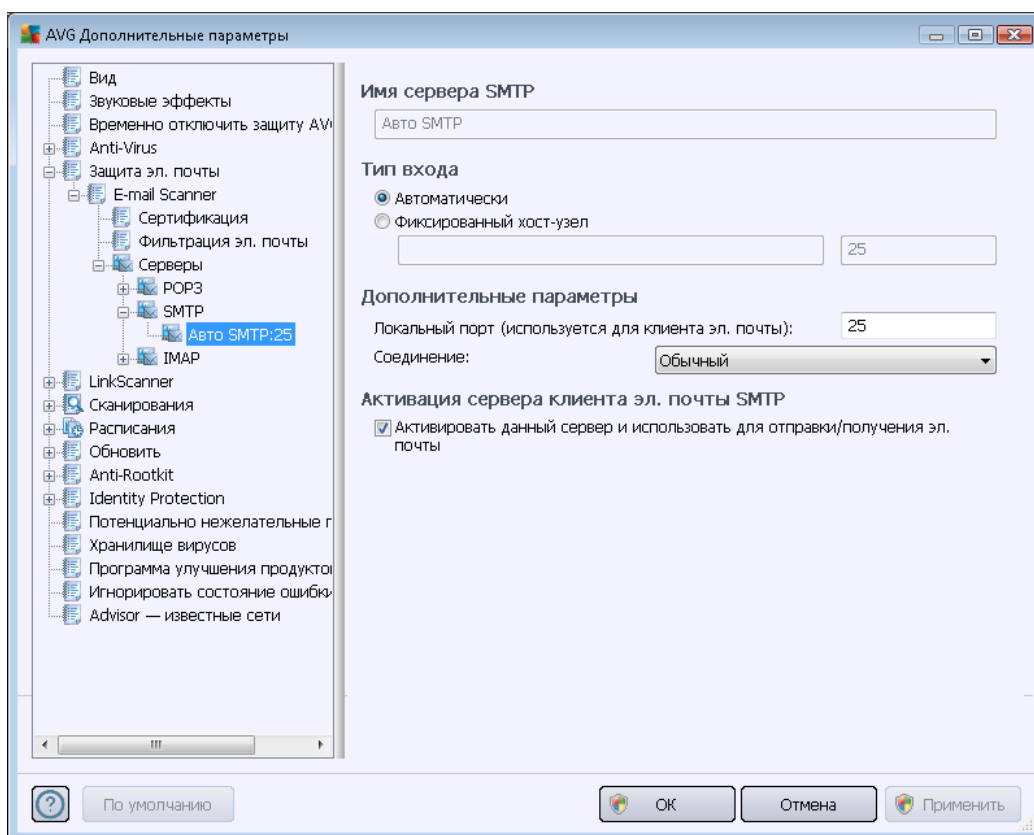 AVG Дополнительные параметры
Вид
Звуковые эффекты
Временно отключить защиту AV
Anti-Virus
Защита эл. почты
E-mail Scanner
Сертификация
Фильтрация эл. почты
Серверы
POP3
SMTP
Авто SMTP:25
IMAP
LinkScanner
Сканирования
Расписания
Обновить
Anti-Rootkit
Identity Protection
Потенциально нежелательные г
Хранилище вирусов
Программа улучшения продукто
Игнорировать состояние ошибки
Advisor — известные сети
Имя сервера SMTP
Авто SMTP
Тип входа
Автоматически
Фиксированный хост-узел
25
Дополнительные параметры
Локальный порт (используется для клиента эл. почты): 25
Соединение: Обычный
Активация сервера клиента эл. почты SMTP
Активировать данный сервер и использовать для отправки/получения эл.
почты
По умолчанию
ОК
Отмена
Применить